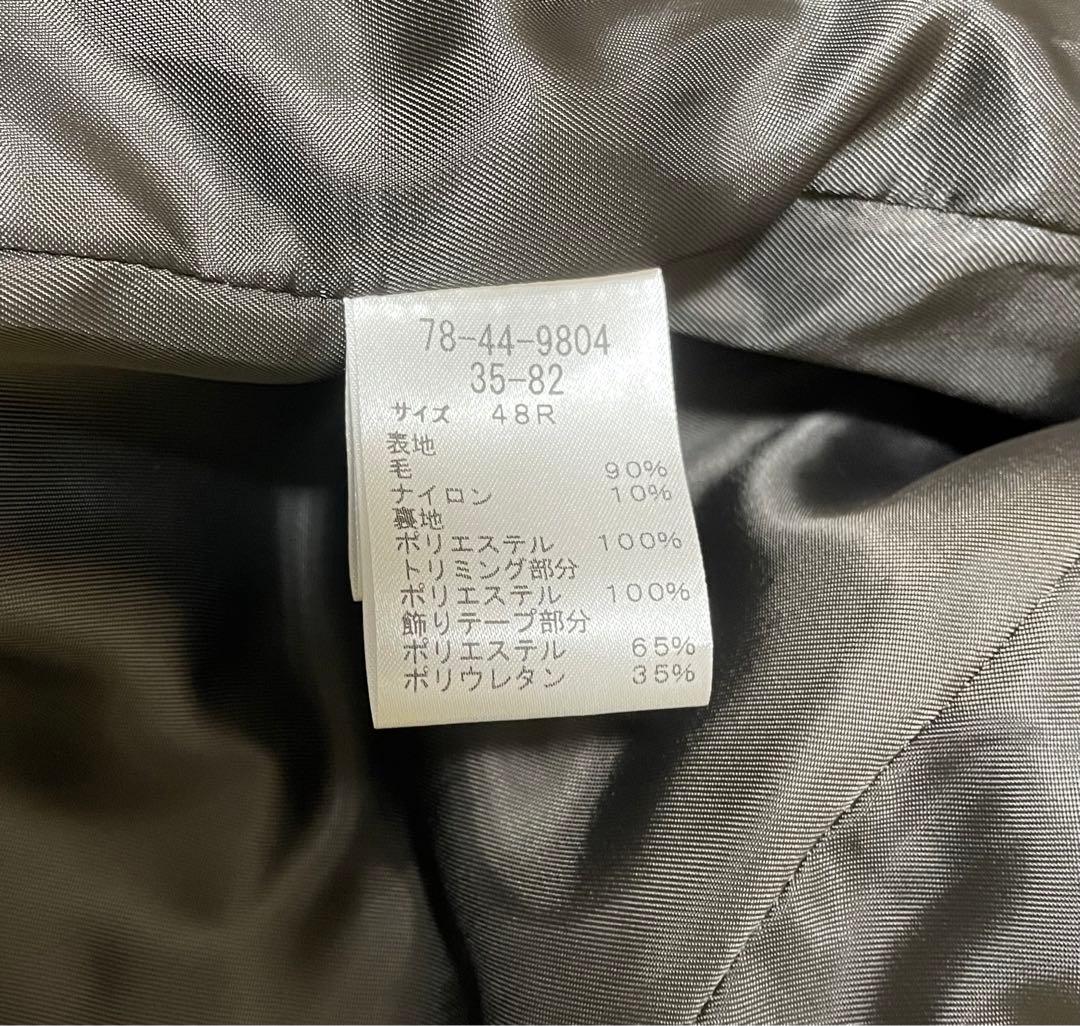 78-44-9804
35-82
サイズ 48R
表地
毛 90%
ナイロン 10%
裏地
ポリエステル 100%
トリミング部分
ポリエステル 100%
飾りテープ部分
ポリエステル 65%
ポリウレタン 35%